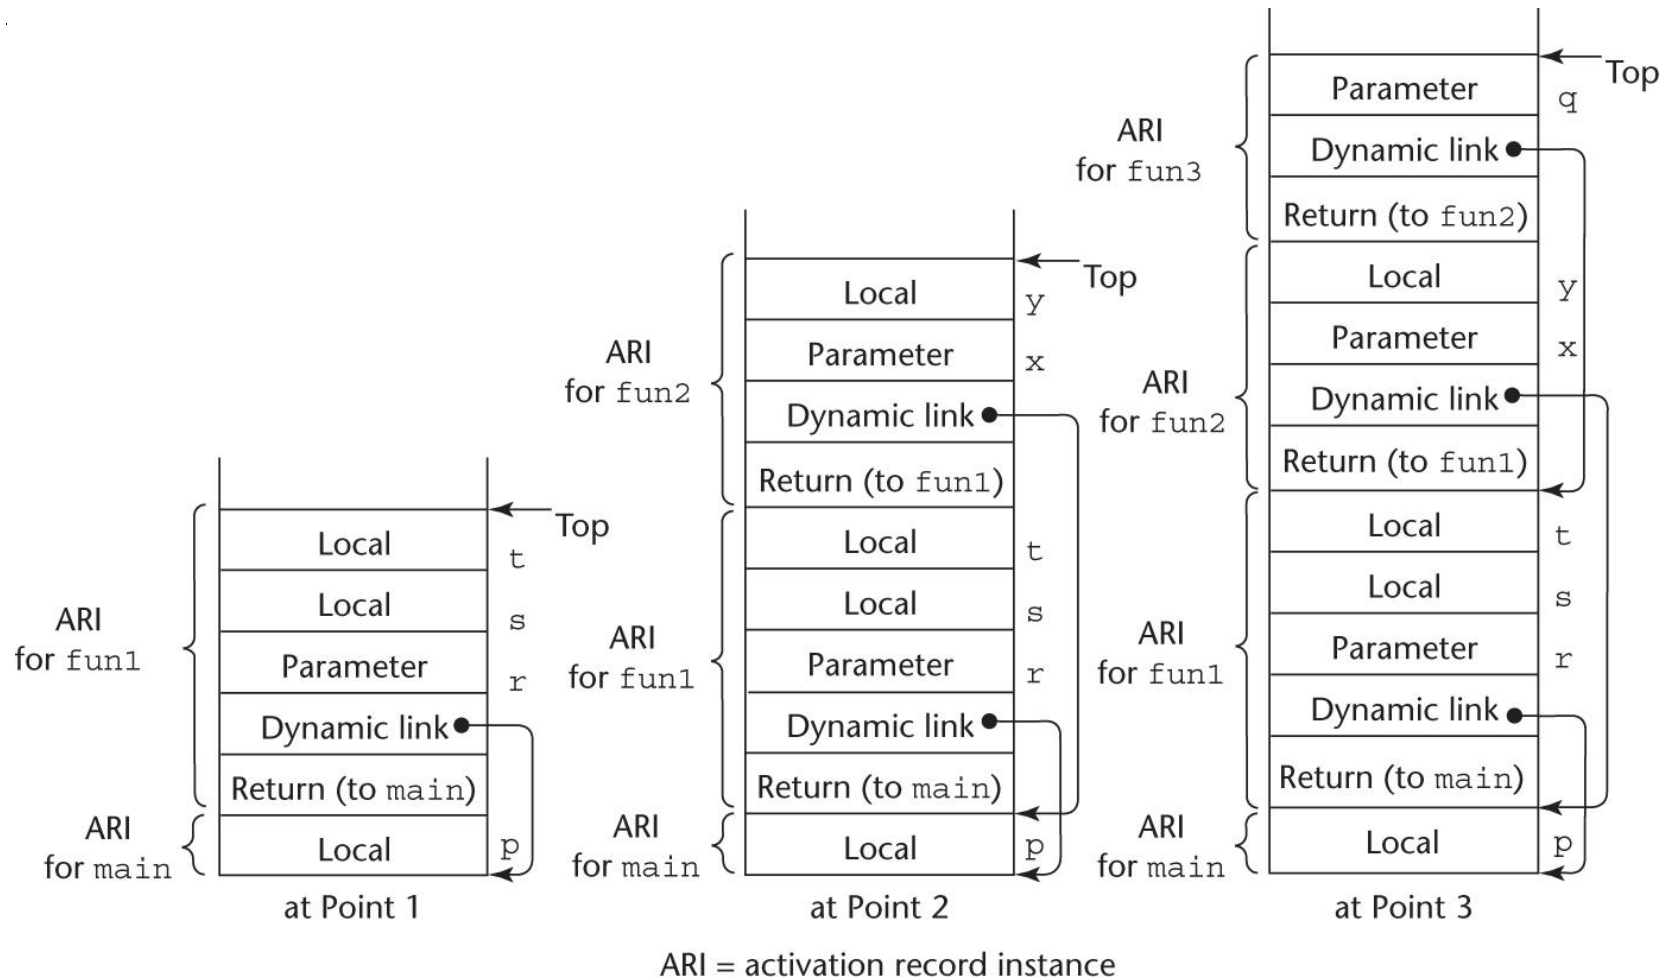 Top
Parameter
q
ARI
for fun3
Dynamic link
Return (to fun2)
Local
y
Parameter
x
ARI
for fun2
Dynamic link
Return (to fun1)
Local
t
Local
s
ARI
for fun1
Parameter
r
Dynamic link
Return (to main)
ARI
for main
Local
p
at Point 3
Top
Local
y
ARI
for fun2
Parameter
x
Dynamic link
Return (to fun1)
Local
t
Local
s
ARI
for fun1
Parameter
r
Dynamic link
Return (to main)
ARI
for main
Local
p
at Point 2
Top
Local
t
Local
s
ARI
for fun1
Parameter
r
Dynamic link
Return (to main)
ARI
for main
Local
p
at Point 1
ARI = activation record instance